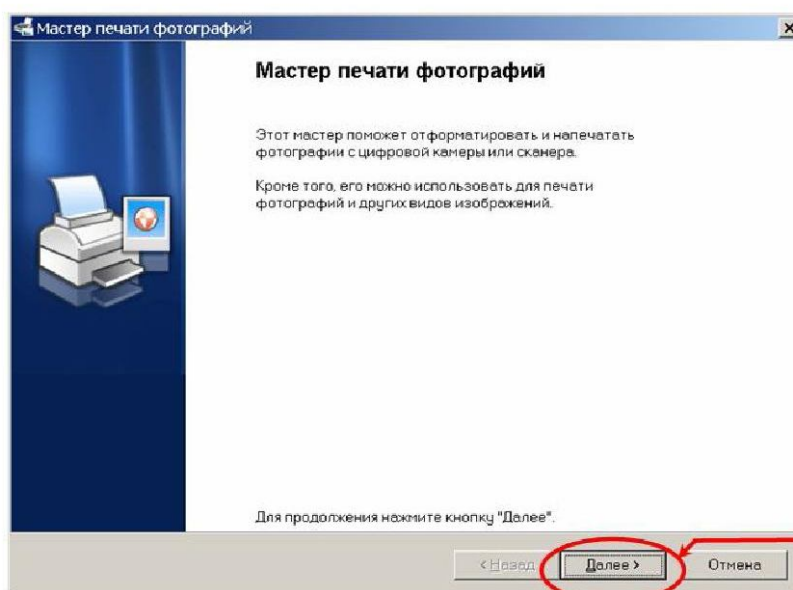 Мастер печати фотографий
Мастер печати фотографий
Этот мастер поможет отформатировать и напечатать
фотографии с цифровой камеры или сканера.
Кроме того, его можно использовать для печати
фотографий и других видов изображений.
Для продолжения нажмите кнопку "Далее".
< Назад
Далее >
Отмена